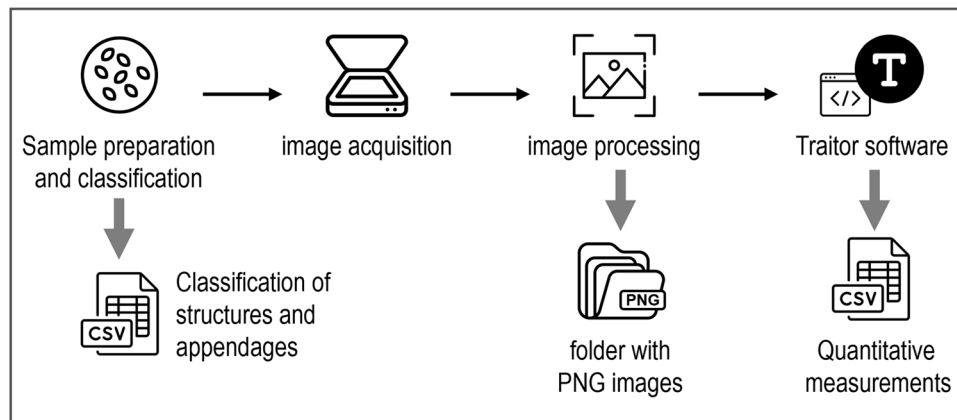 T
</>
Sample preparation
and classification
image acquisition
image processing
Traitor software
CSV
Classification of
structures and
appendages
PNG
folder with
PNG images
CSV
Quantitative
measurements